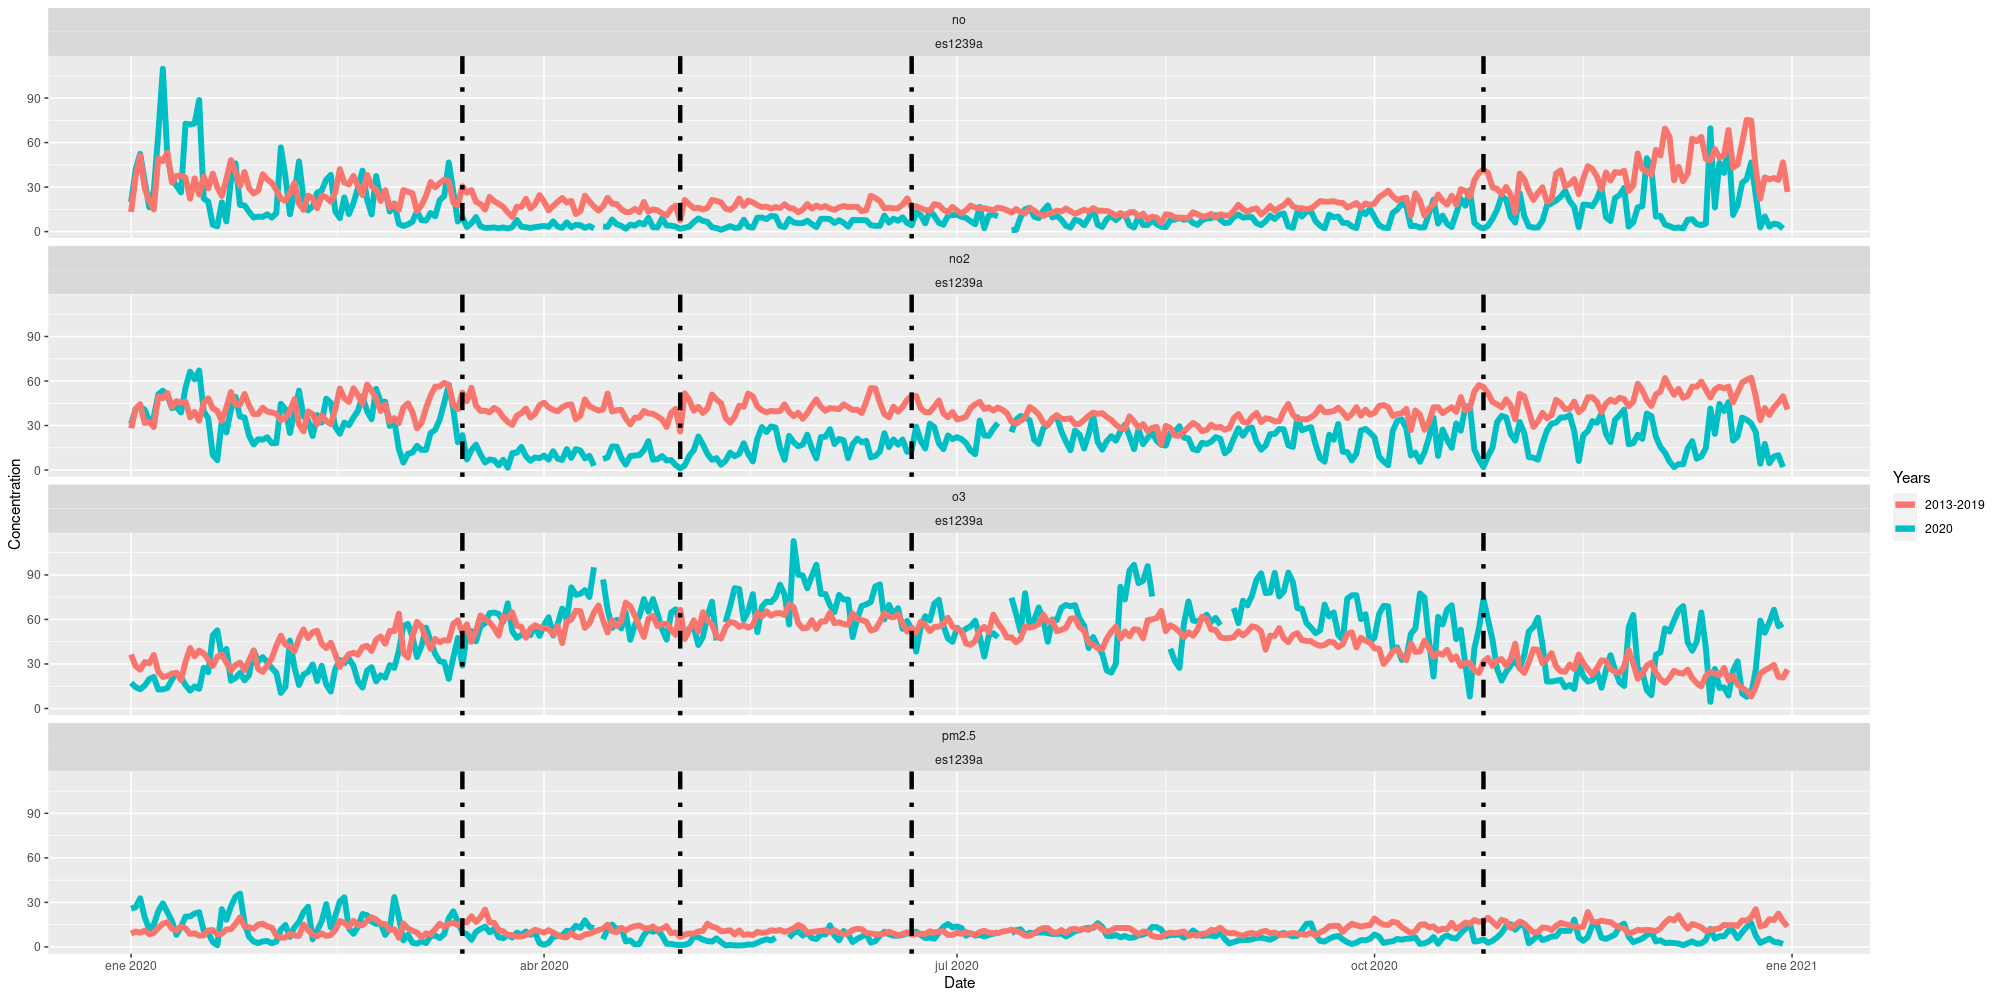 no
es1239a
90
60
30
0
no2
es1239a
90
60
30
0
o3
es1239a
90
60
30
0
pm2.5
es1239a
90
60
30
0
ene 2020
abr 2020
jul 2020
oct 2020
ene 2021
Date
Concentration
Years
2013-2019
2020